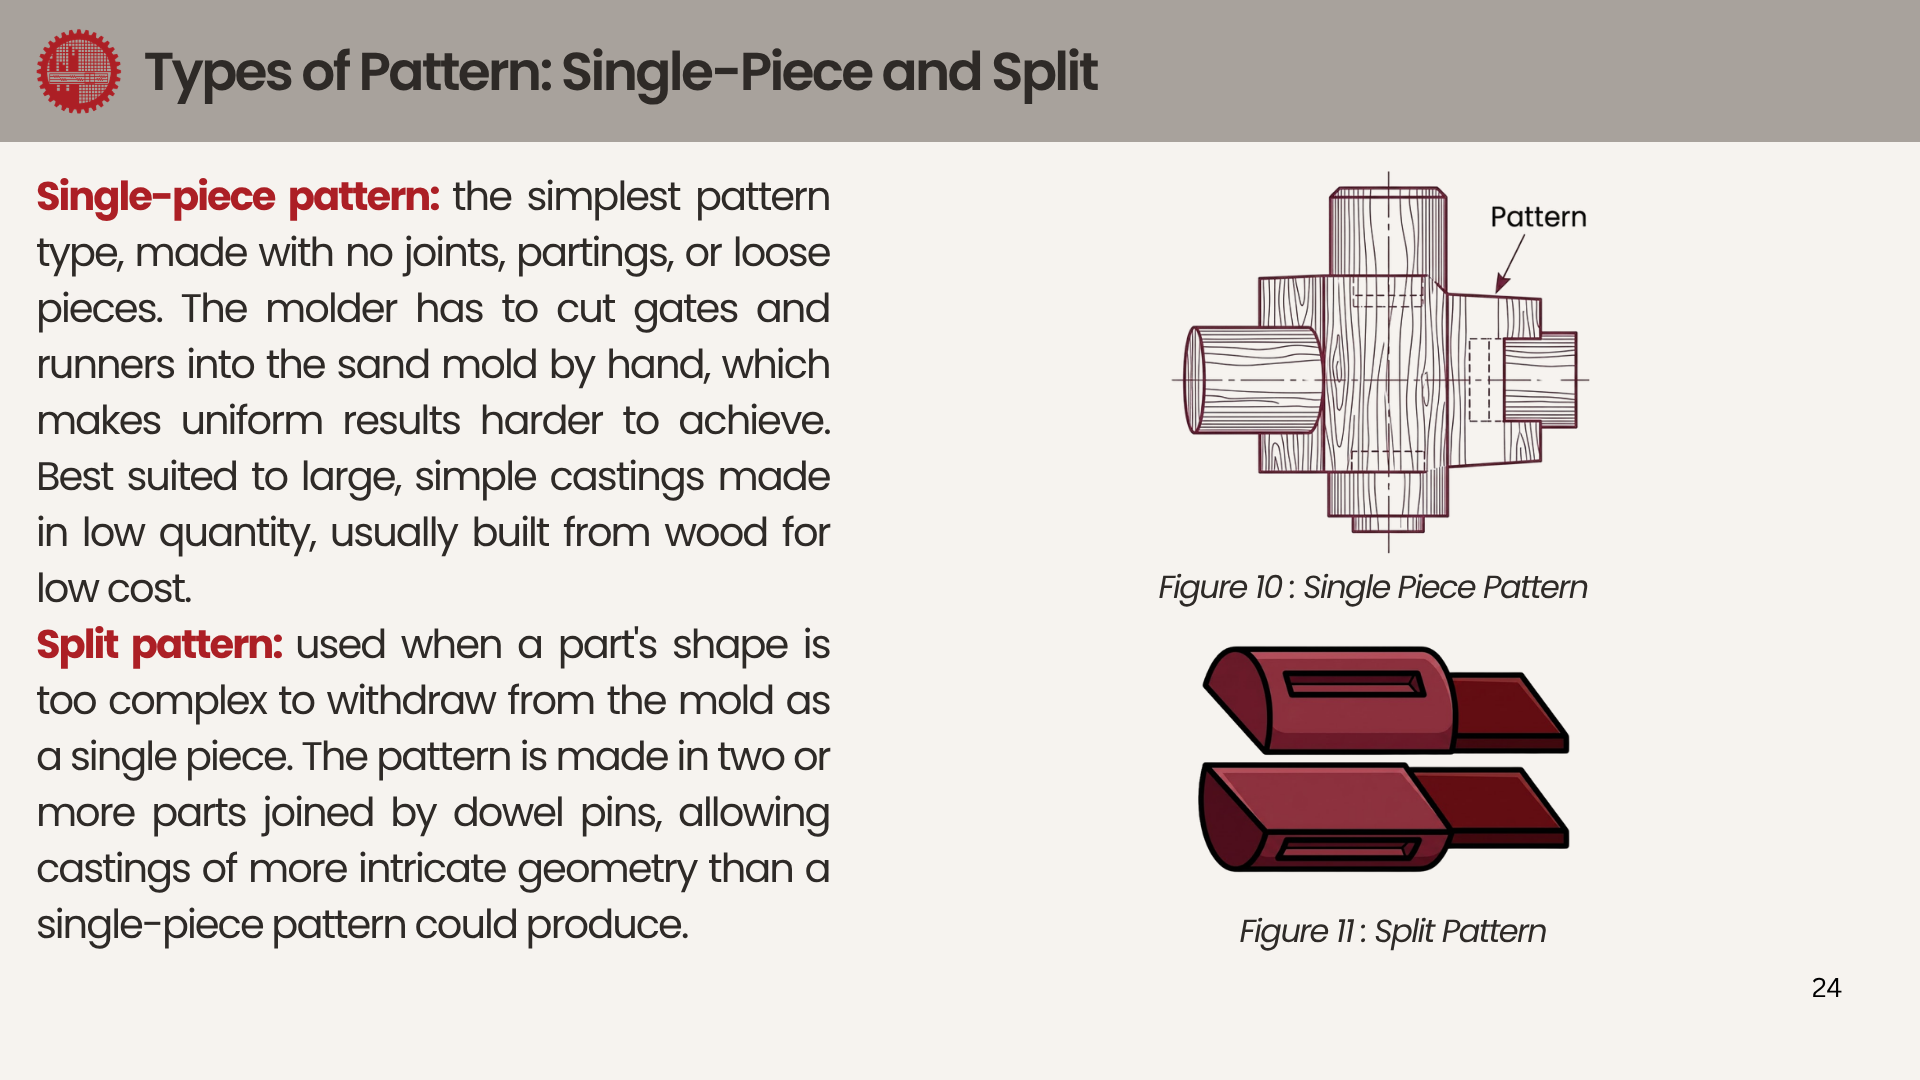 Types of Pattern: Single-Piece and Split
Single-piece pattern: the simplest pattern
type, made with no joints, partings, or loose
pieces. The molder has to cut gates and
runners into the sand mold by hand, which
makes uniform results harder to achieve.
Best suited to large, simple castings made
in low quantity, usually built from wood for
low cost.
Split pattern: used when a part's shape is
too complex to withdraw from the mold as
a single piece. The pattern is made in two or
more parts joined by dowel pins, allowing
castings of more intricate geometry than a
single-piece pattern could produce.
Pattern
Figure 10 : Single Piece Pattern
Figure 11 : Split Pattern
24